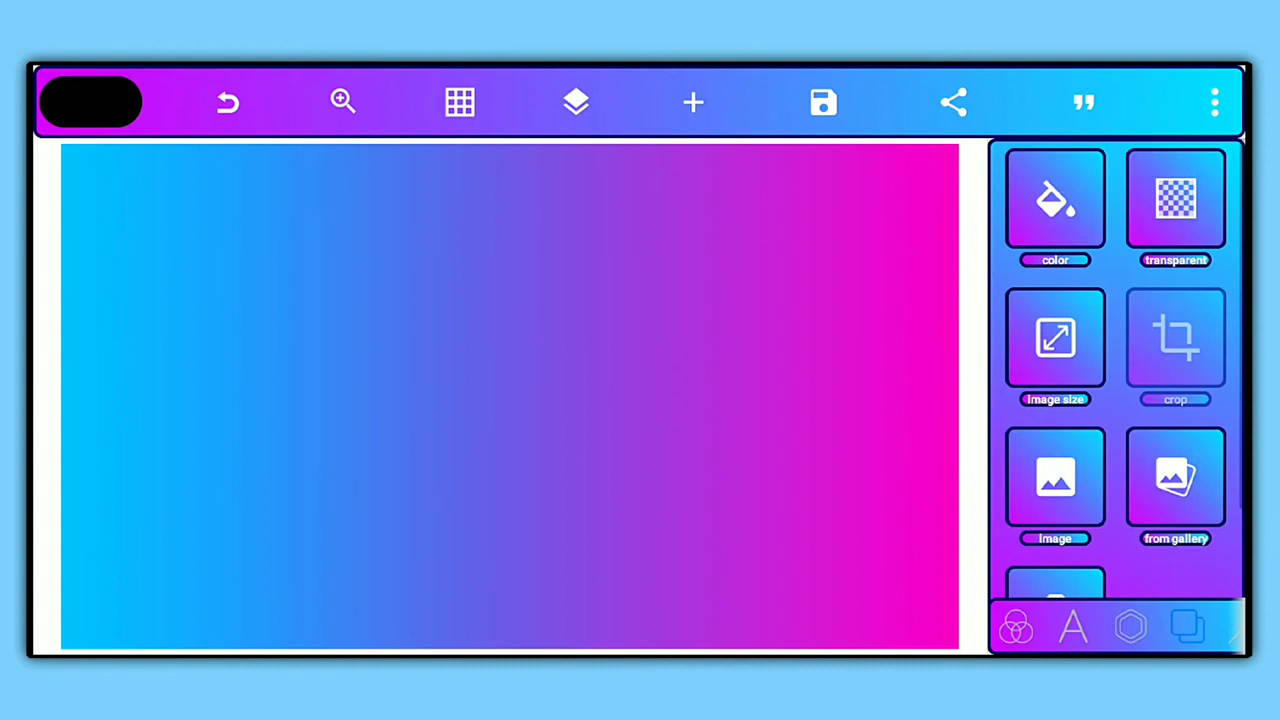 color
transparent
Image size
crop
Image
from gallery